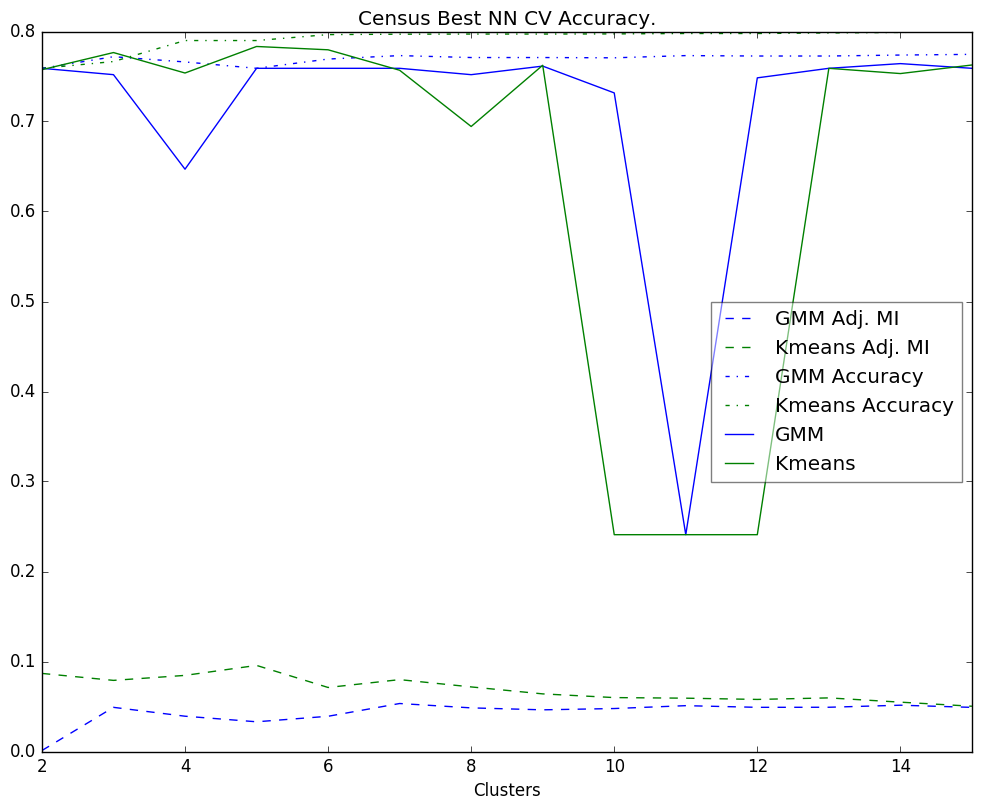 Census Best NN CV Accuracy.
0.8
0.7
0.6
0.5
0.4
0.3
0.2
0.1
0.0
GMM Adj. MI
Kmeans Adj. MI
GMM Accuracy
Kmeans Accuracy
GMM
Kmeans
2 4 6 8 10 12 14
Clusters